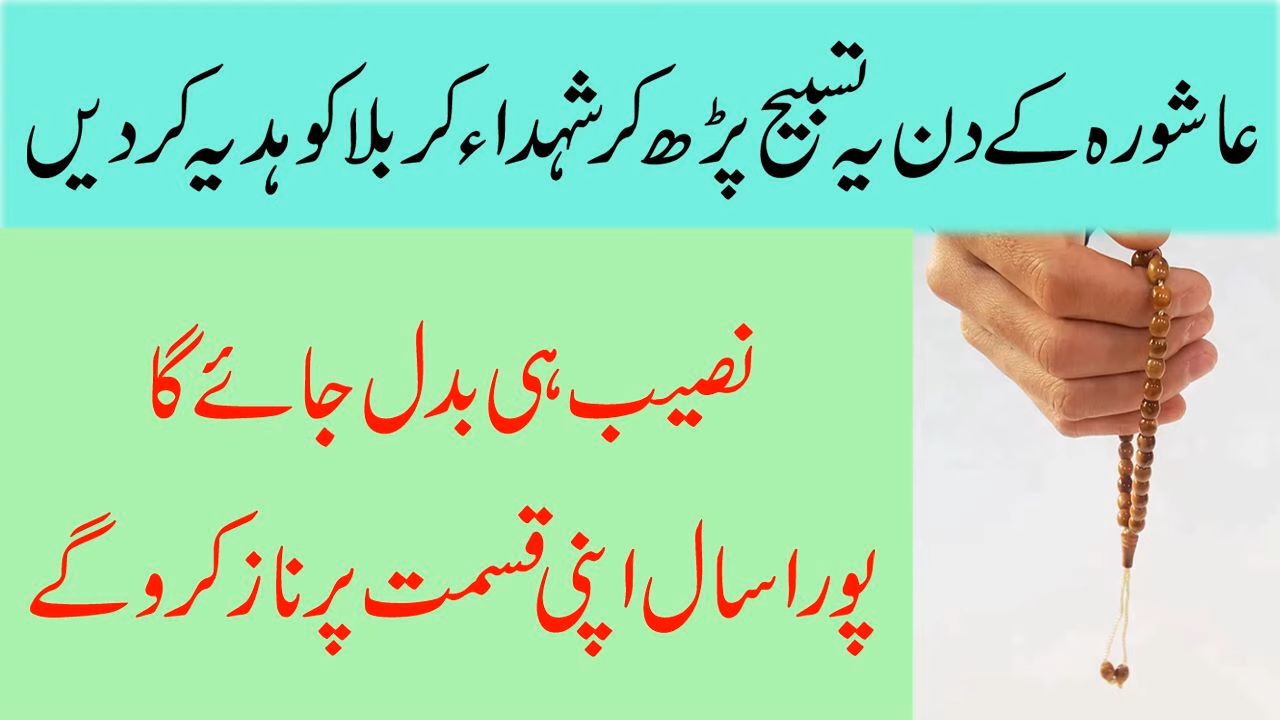 عاشورہ کے دن یہ تسبیح پڑھ کر شہداء کربلا کو ہدیہ کر دیں
نصیب ہی بدل جائے گا
پورا سال اپنی قسمت پر ناز کرو گے